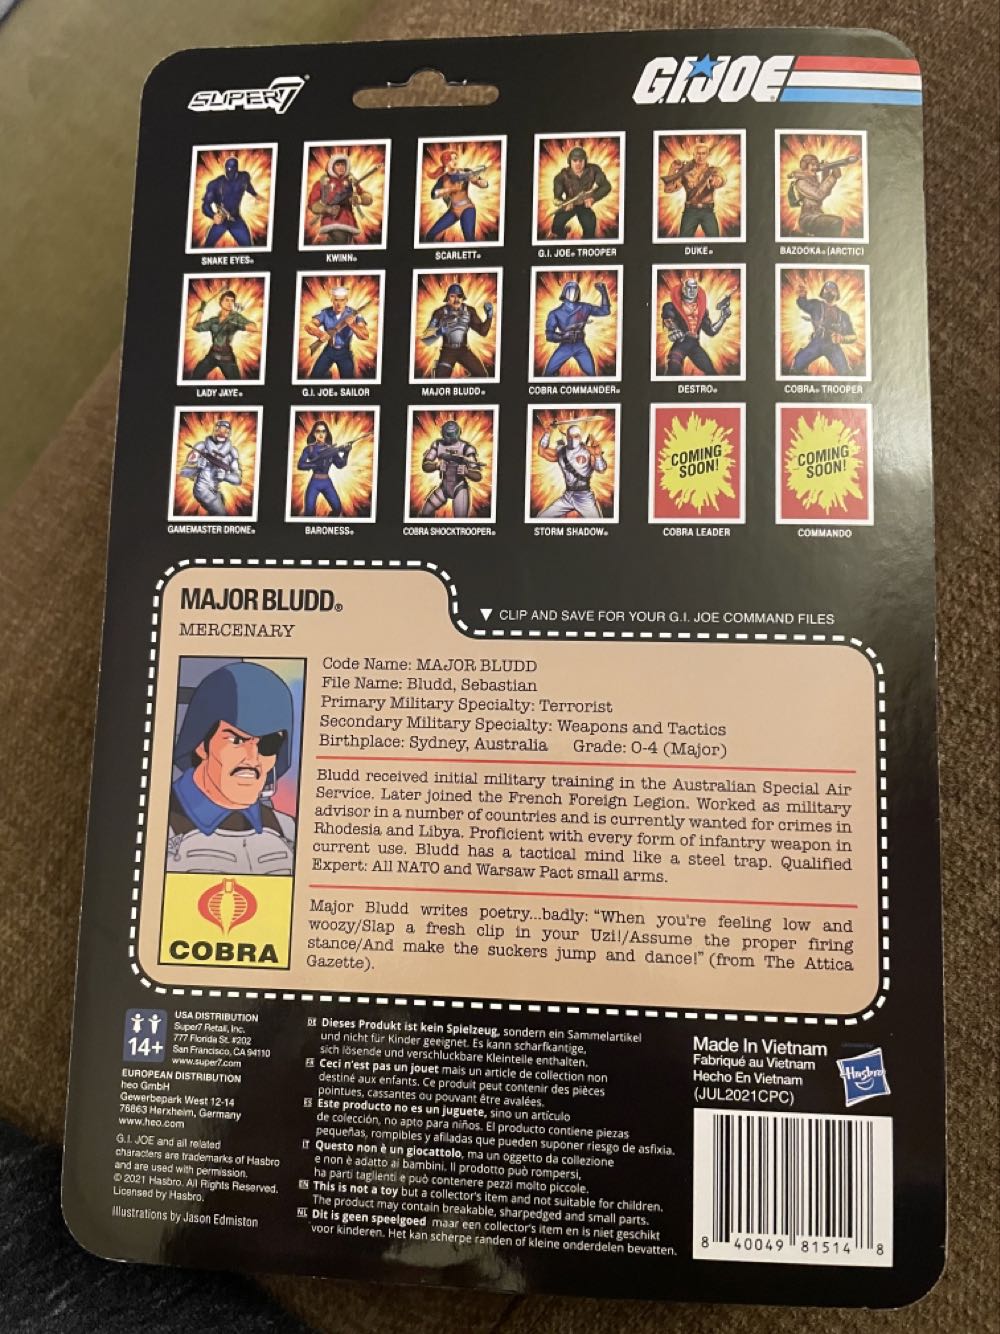 SUPER7
G.I.JOE®
SNAKE EYES®
KWINN®
SCARLETT®
G.I. JOE® TROOPER
DUKE®
BAZOOKA® (ARCTIC)
LADY JAYE®
G.I. JOE® SAILOR
MAJOR BLUDD®
COBRA COMMANDER®
DESTRO®
COBRA® TROOPER
COMING SOON!
COMING SOON!
GAMEMASTER DRONE®
BARONESS®
COBRA SHOCKTROOPER®
STORM SHADOW®
COBRA LEADER
COMMANDO
MAJOR BLUDD®
MERCENARY
▼ CLIP AND SAVE FOR YOUR G.I. JOE COMMAND FILES
Code Name: MAJOR BLUDD
File Name: Bludd, Sebastian
Primary Military Specialty: Terrorist
Secondary Military Specialty: Weapons and Tactics
Birthplace: Sydney, Australia Grade: O-4 (Major)
Bludd received initial military training in the Australian Special Air
Service. Later joined the French Foreign Legion. Worked as military
advisor in a number of countries and is currently wanted for crimes in
Rhodesia and Libya. Proficient with every form of infantry weapon in
current use. Bludd has a tactical mind like a steel trap. Qualified
Expert: All NATO and Warsaw Pact small arms.
Major Bludd writes poetry...badly: "When you're feeling low and
woozy/Slap a fresh clip in your Uzi!/Assume the proper firing
stance/And make the suckers jump and dance!" (from The Attica
Gazette).
COBRA
14+
USA DISTRIBUTION
Super7 Retail, Inc.
777 Florida St. #202
San Francisco, CA 94110
www.super7.com
EUROPEAN DISTRIBUTION
heo GmbH
Gewerbepark West 12-14
76863 Herxheim, Germany
www.heo.com
G.I. JOE and all related
characters are trademarks of Hasbro
and are used with permission.
© 2021 Hasbro. All Rights Reserved.
Licensed by Hasbro.
Illustrations by Jason Edmiston
DE Dieses Produkt ist kein Spielzeug, sondern ein Sammelartikel
und nicht für Kinder geeignet. Es kann scharfkantige,
sich lösende und verschluckbare Kleinteile enthalten.
FR Ceci n'est pas un jouet mais un article de collection non
destiné aux enfants. Ce produit peut contenir des pièces
pointues, cassantes ou pouvant être avalées.
ES Este producto no es un juguete, sino un artículo
de colección, no apto para niños. El producto contiene piezas
pequeñas, rompibles y afiladas que pueden suponer riesgo de asfixia.
IT Questo non è un giocattolo, ma un oggetto da collezione
e non è adatto ai bambini. Il prodotto può rompersi,
ha parti taglienti e può contenere pezzi molto piccole.
EN This is not a toy but a collector's item and not suitable for children.
The product may contain breakable, sharpedged and small parts.
NL Dit is geen speelgoed maar een collector's item en is niet geschikt
voor kinderen. Het kan scherpe randen of kleine onderdelen bevatten.
Made In Vietnam
Fabriqué au Vietnam
Hecho En Vietnam
(JUL2021CPC)
Hasbro
8 40049 81514 8